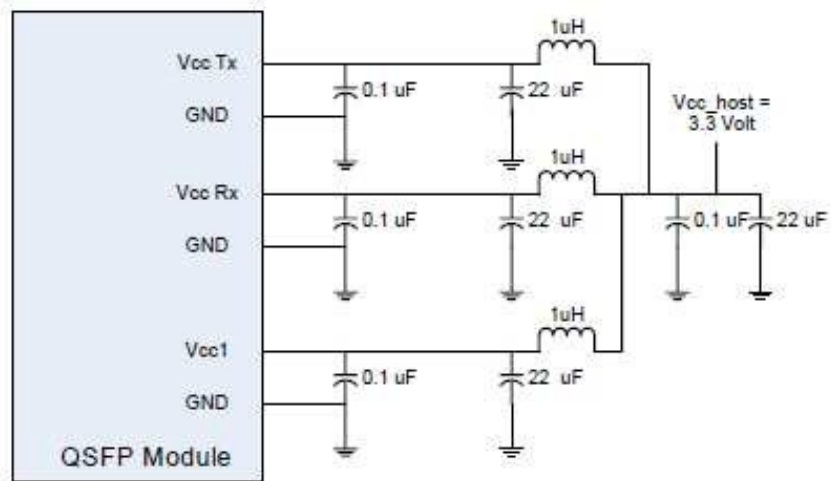 1uH
Vcc Tx
0.1 uF
22 uF
GND
Vcc_host =
3.3 Volt
1uH
Vcc Rx
0.1 uF
22 uF
0.1 uF
22 uF
GND
1uH
Vcc1
0.1 uF
22 uF
GND
QSFP Module